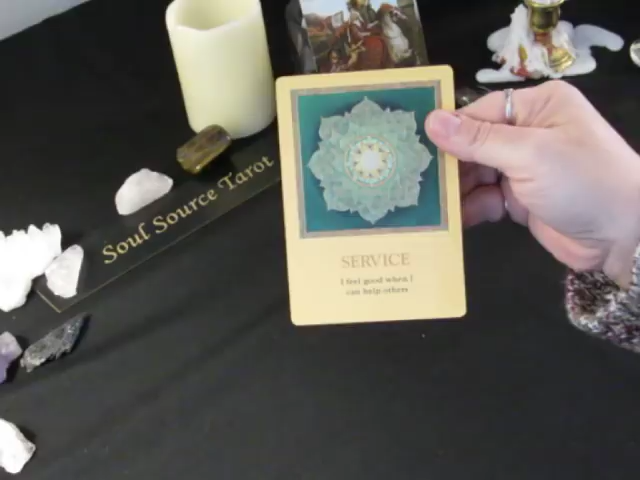 Soul Source Tarot
SERVICE
I feel good when I
can help others